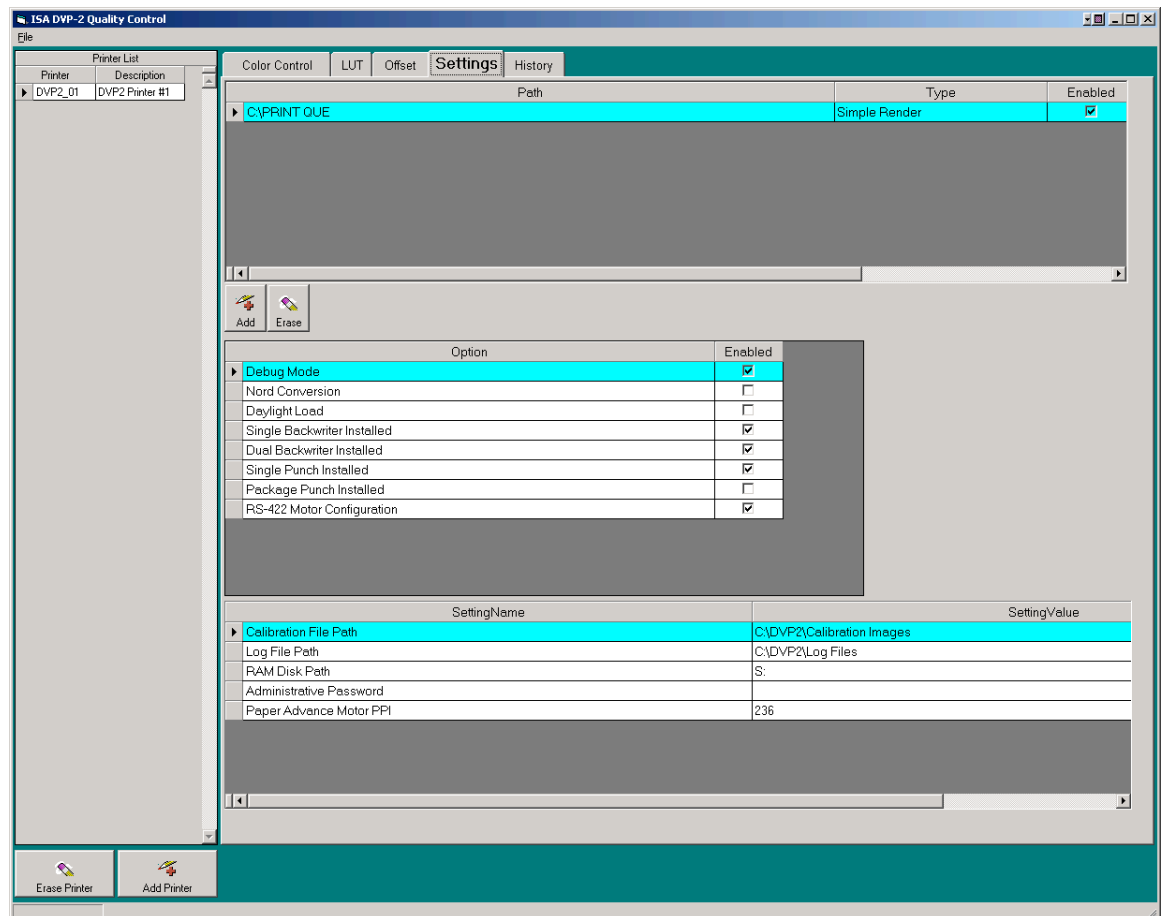 ISA DVP-2 Quality Control
File
Printer List
Printer Description
DVP2_01 DVP2 Printer #1
Color Control LUT Offset Settings History
Path Type Enabled
C:\PRINT QUE Simple Render
Add Erase
Option Enabled
Debug Mode
Nord Conversion
Daylight Load
Single Backwriter Installed
Dual Backwriter Installed
Single Punch Installed
Package Punch Installed
RS-422 Motor Configuration
SettingName SettingValue
Calibration File Path C:\DVP2\Calibration Images
Log File Path C:\DVP2\Log Files
RAM Disk Path S:
Administrative Password
Paper Advance Motor PPI 236
Erase Printer Add Printer